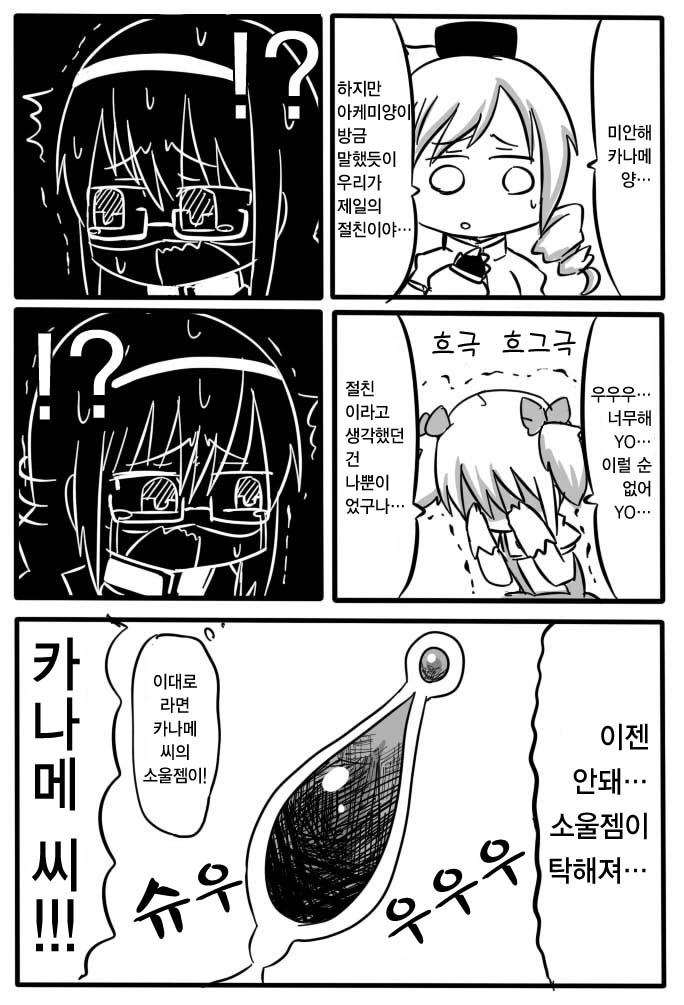 미안해
카나메
양…
하지만
아케미양이
방금
말했듯이
우리가
제일의
절친이야…
!?
우우우…
너무해
YO…
이럴 순
없어
YO…
흐극 흐그극
절친
이라고
생각했던
건
나뿐이
었구나…
!?
이젠
안돼…
소울젬이
탁해져…
슈우
우우우
이대로
라면
카나메
씨의
소울젬이!
카나메 씨!!!